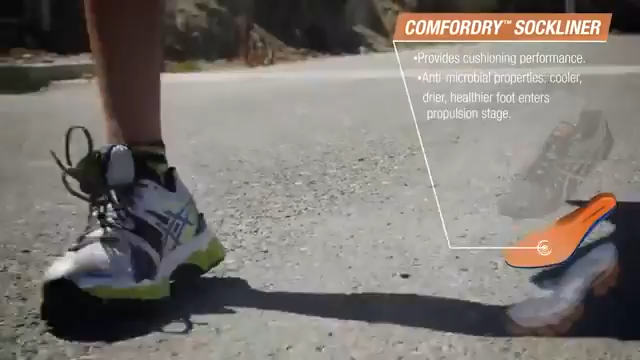 COMFORDRY™ SOCKLINER
•Provides cushioning performance.
•Anti-microbial properties, cooler,
drier, healthier foot enters
propulsion stage.